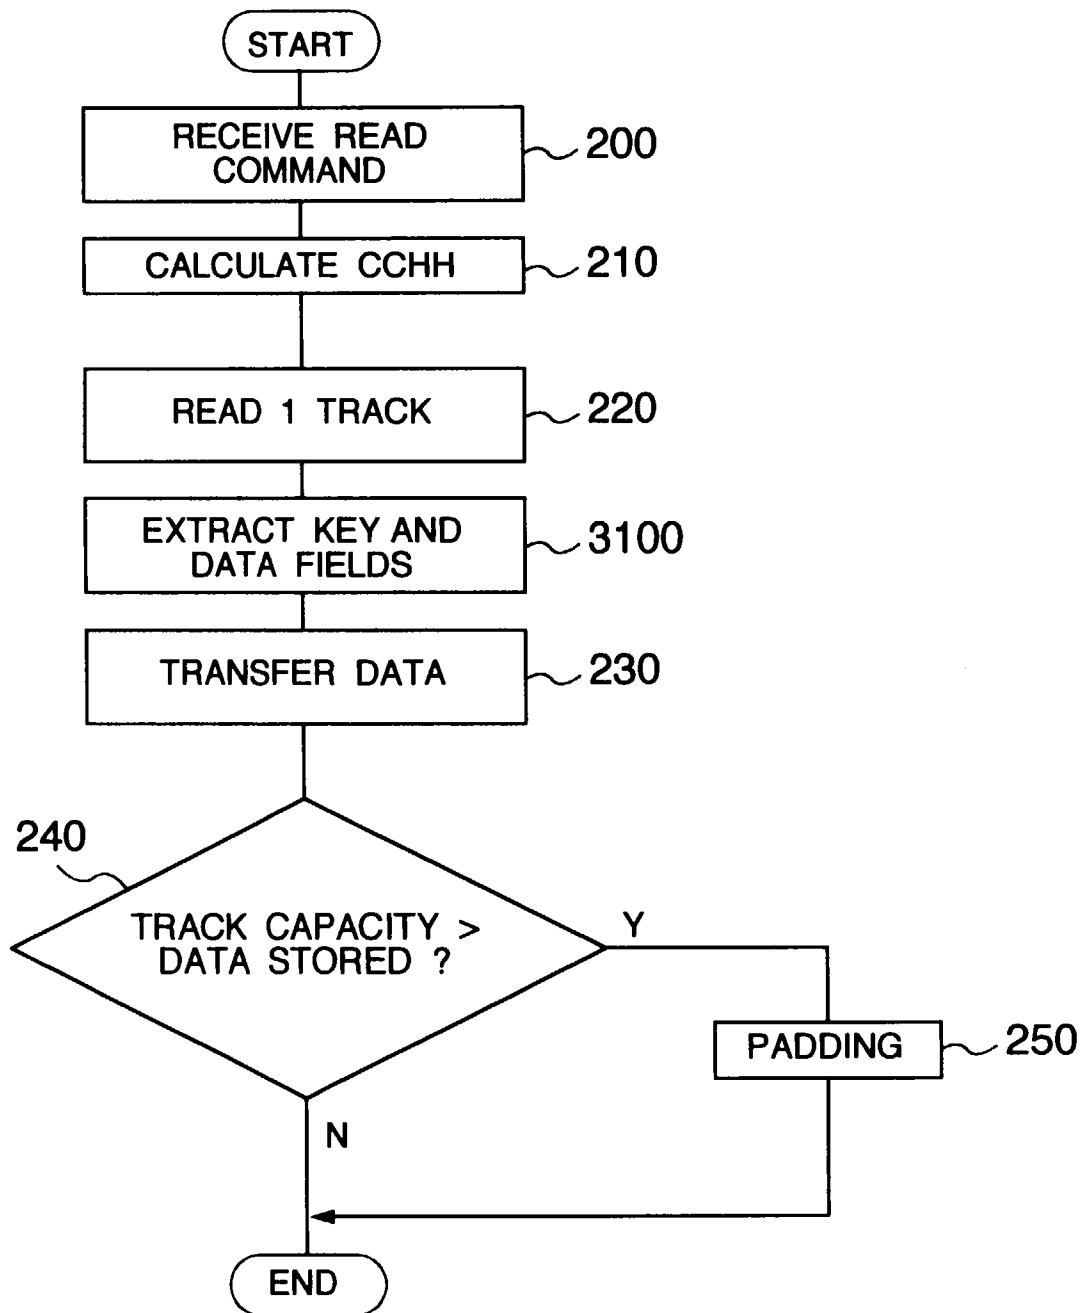 START
RECEIVE READ
COMMAND
200
CALCULATE CCHH
210
READ 1 TRACK
220
EXTRACT KEY AND
DATA FIELDS
3100
TRANSFER DATA
230
240
TRACK CAPACITY >
DATA STORED ?
Y
PADDING
250
N
END